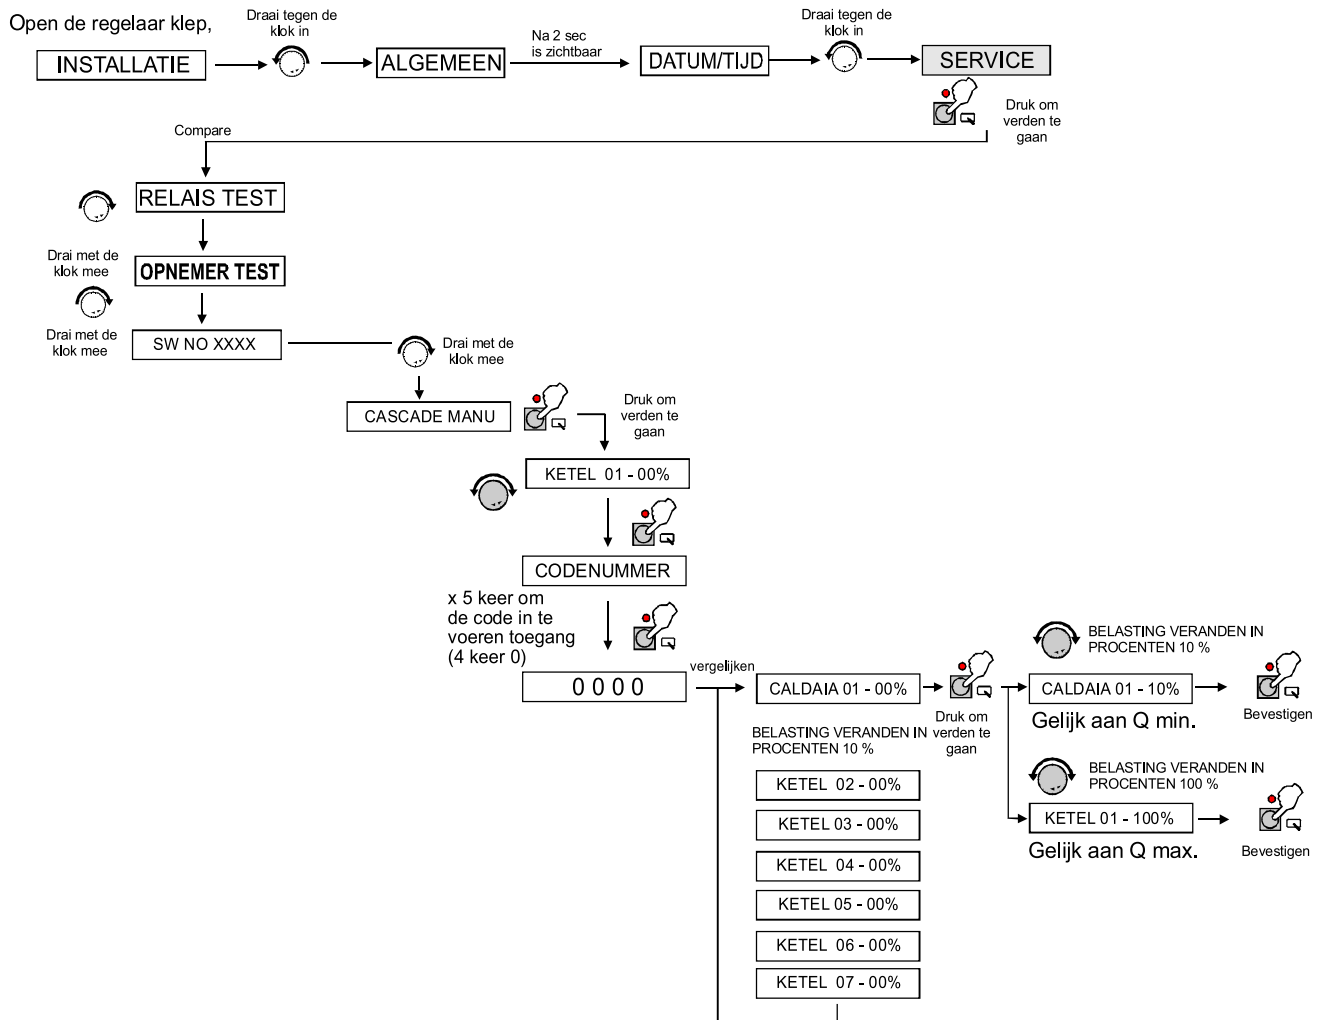 Open de regelaar klep,
Draai tegen de
klok in
Na 2 sec
is zichtbaar
Draai tegen de
klok in
INSTALLATIE
ALGEMEEN
DATUM/TIJD
SERVICE
Druk om
verden te
gaan
Compare
RELAIS TEST
Drai met de
klok mee
OPNEMER TEST
Drai met de
klok mee
SW NO XXXX
Drai met de
klok mee
CASCADE MANU
Druk om
verden te
gaan
KETEL 01 - 00%
CODENUMMER
x 5 keer om
de code in te
voeren toegang
(4 keer 0)
0 0 0 0
vergelijken
CALDAIA 01 - 00%
Druk om
verden te
gaan
BELASTING VERANDEN IN
PROCENTEN 10 %
BELASTING VERANDEN IN
PROCENTEN 10 %
CALDAIA 01 - 10%
Gelijk aan Q min.
Bevestigen
BELASTING VERANDEN IN
PROCENTEN 100 %
KETEL 01 - 100%
Gelijk aan Q max.
Bevestigen
KETEL 02 - 00%
KETEL 03 - 00%
KETEL 04 - 00%
KETEL 05 - 00%
KETEL 06 - 00%
KETEL 07 - 00%